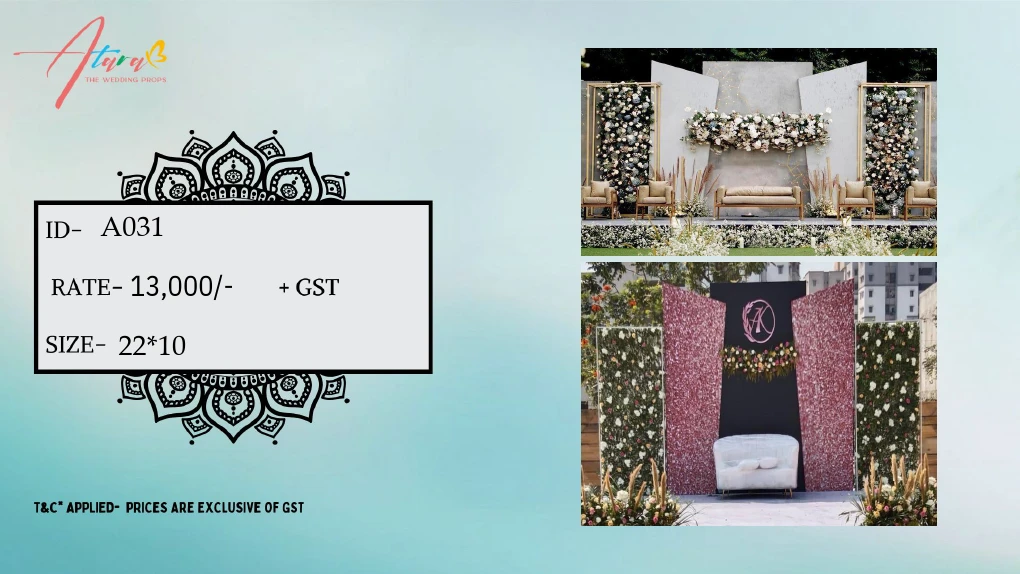 Atara
THE WEDDING PROPS
ID- A031
RATE- 13,000/- + GST
SIZE- 22*10
T&C* APPLIED- PRICES ARE EXCLUSIVE OF GST
AK